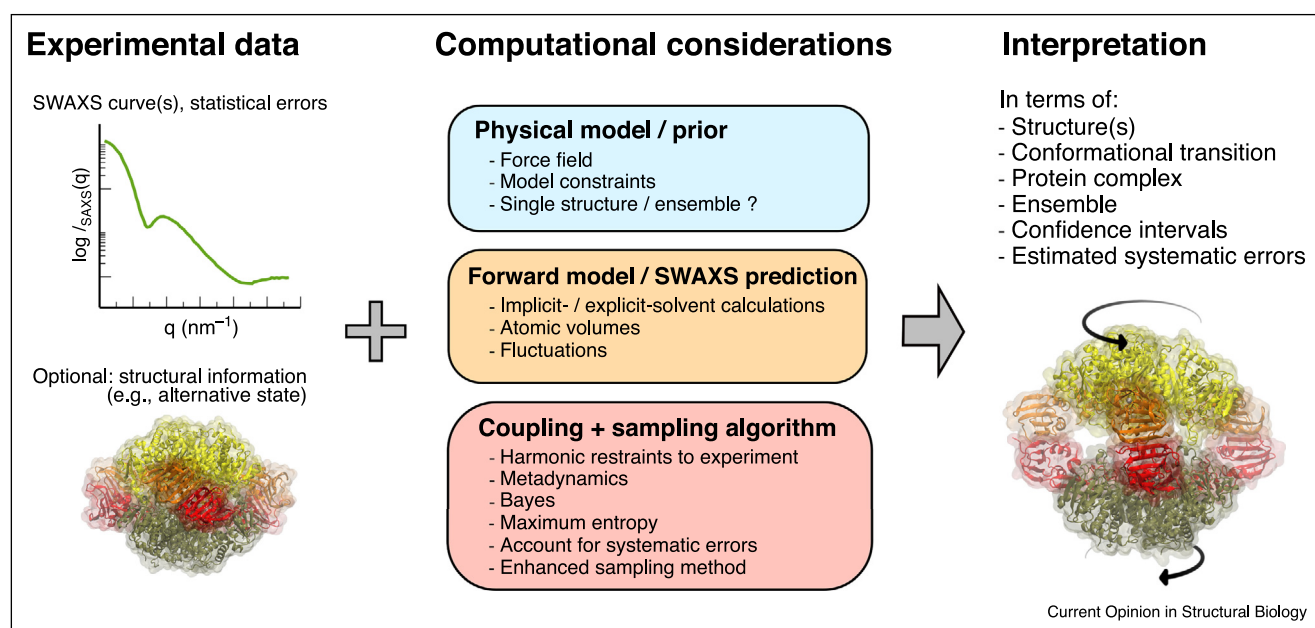 Experimental data
SWAXS curve(s), statistical errors
log I_SAXS(q)
q (nm⁻¹)
Optional: structural information
(e.g., alternative state)
Computational considerations
Physical model / prior
- Force field
- Model constraints
- Single structure / ensemble ?
Forward model / SWAXS prediction
- Implicit- / explicit-solvent calculations
- Atomic volumes
- Fluctuations
Coupling + sampling algorithm
- Harmonic restraints to experiment
- Metadynamics
- Bayes
- Maximum entropy
- Account for systematic errors
- Enhanced sampling method
Interpretation
In terms of:
- Structure(s)
- Conformational transition
- Protein complex
- Ensemble
- Confidence intervals
- Estimated systematic errors
Current Opinion in Structural Biology